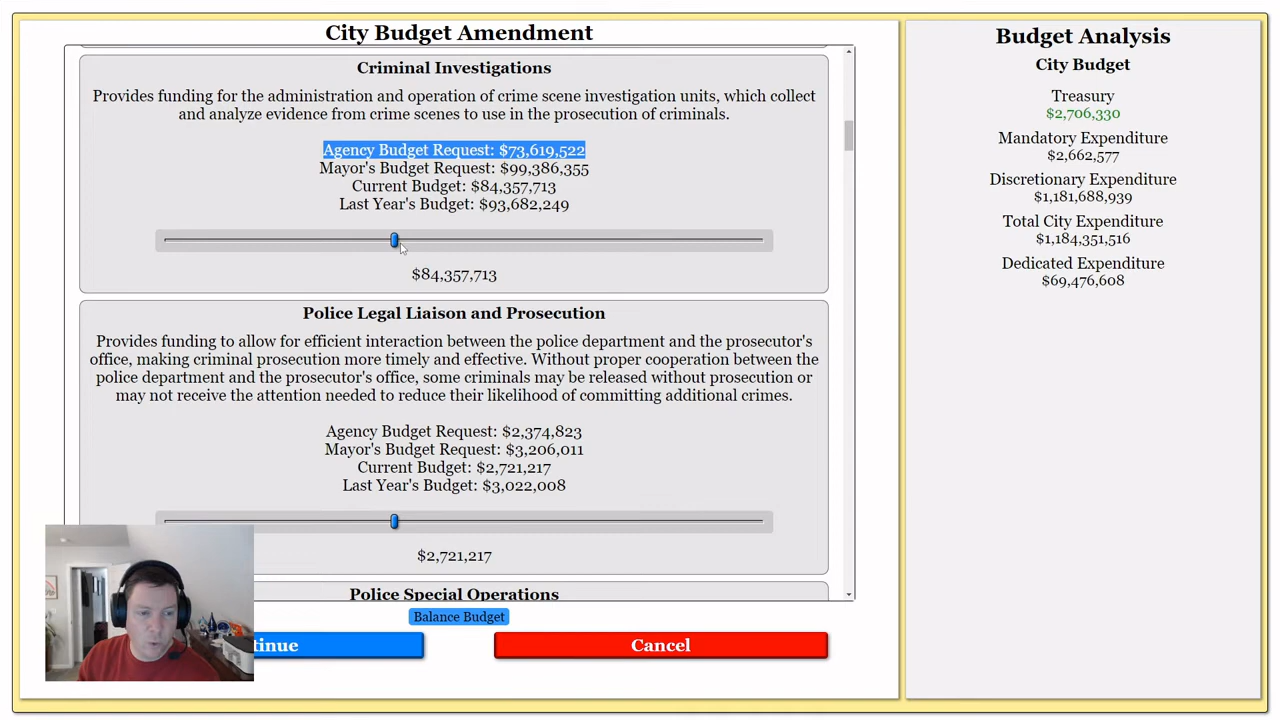 City Budget Amendment
Criminal Investigations
Provides funding for the administration and operation of crime scene investigation units, which collect
and analyze evidence from crime scenes to use in the prosecution of criminals.
Agency Budget Request: $73,619,522
Mayor's Budget Request: $99,386,355
Current Budget: $84,357,713
Last Year's Budget: $93,682,249
$84,357,713
Police Legal Liaison and Prosecution
Provides funding to allow for efficient interaction between the police department and the prosecutor's
office, making criminal prosecution more timely and effective. Without proper cooperation between the
police department and the prosecutor's office, some criminals may be released without prosecution or
may not receive the attention needed to reduce their likelihood of committing additional crimes.
Agency Budget Request: $2,374,823
Mayor's Budget Request: $3,206,011
Current Budget: $2,721,217
Last Year's Budget: $3,022,008
$2,721,217
Police Special Operations
Balance Budget
tinue
Cancel
Budget Analysis
City Budget
Treasury
$2,706,330
Mandatory Expenditure
$2,662,577
Discretionary Expenditure
$1,181,688,939
Total City Expenditure
$1,184,351,516
Dedicated Expenditure
$69,476,608